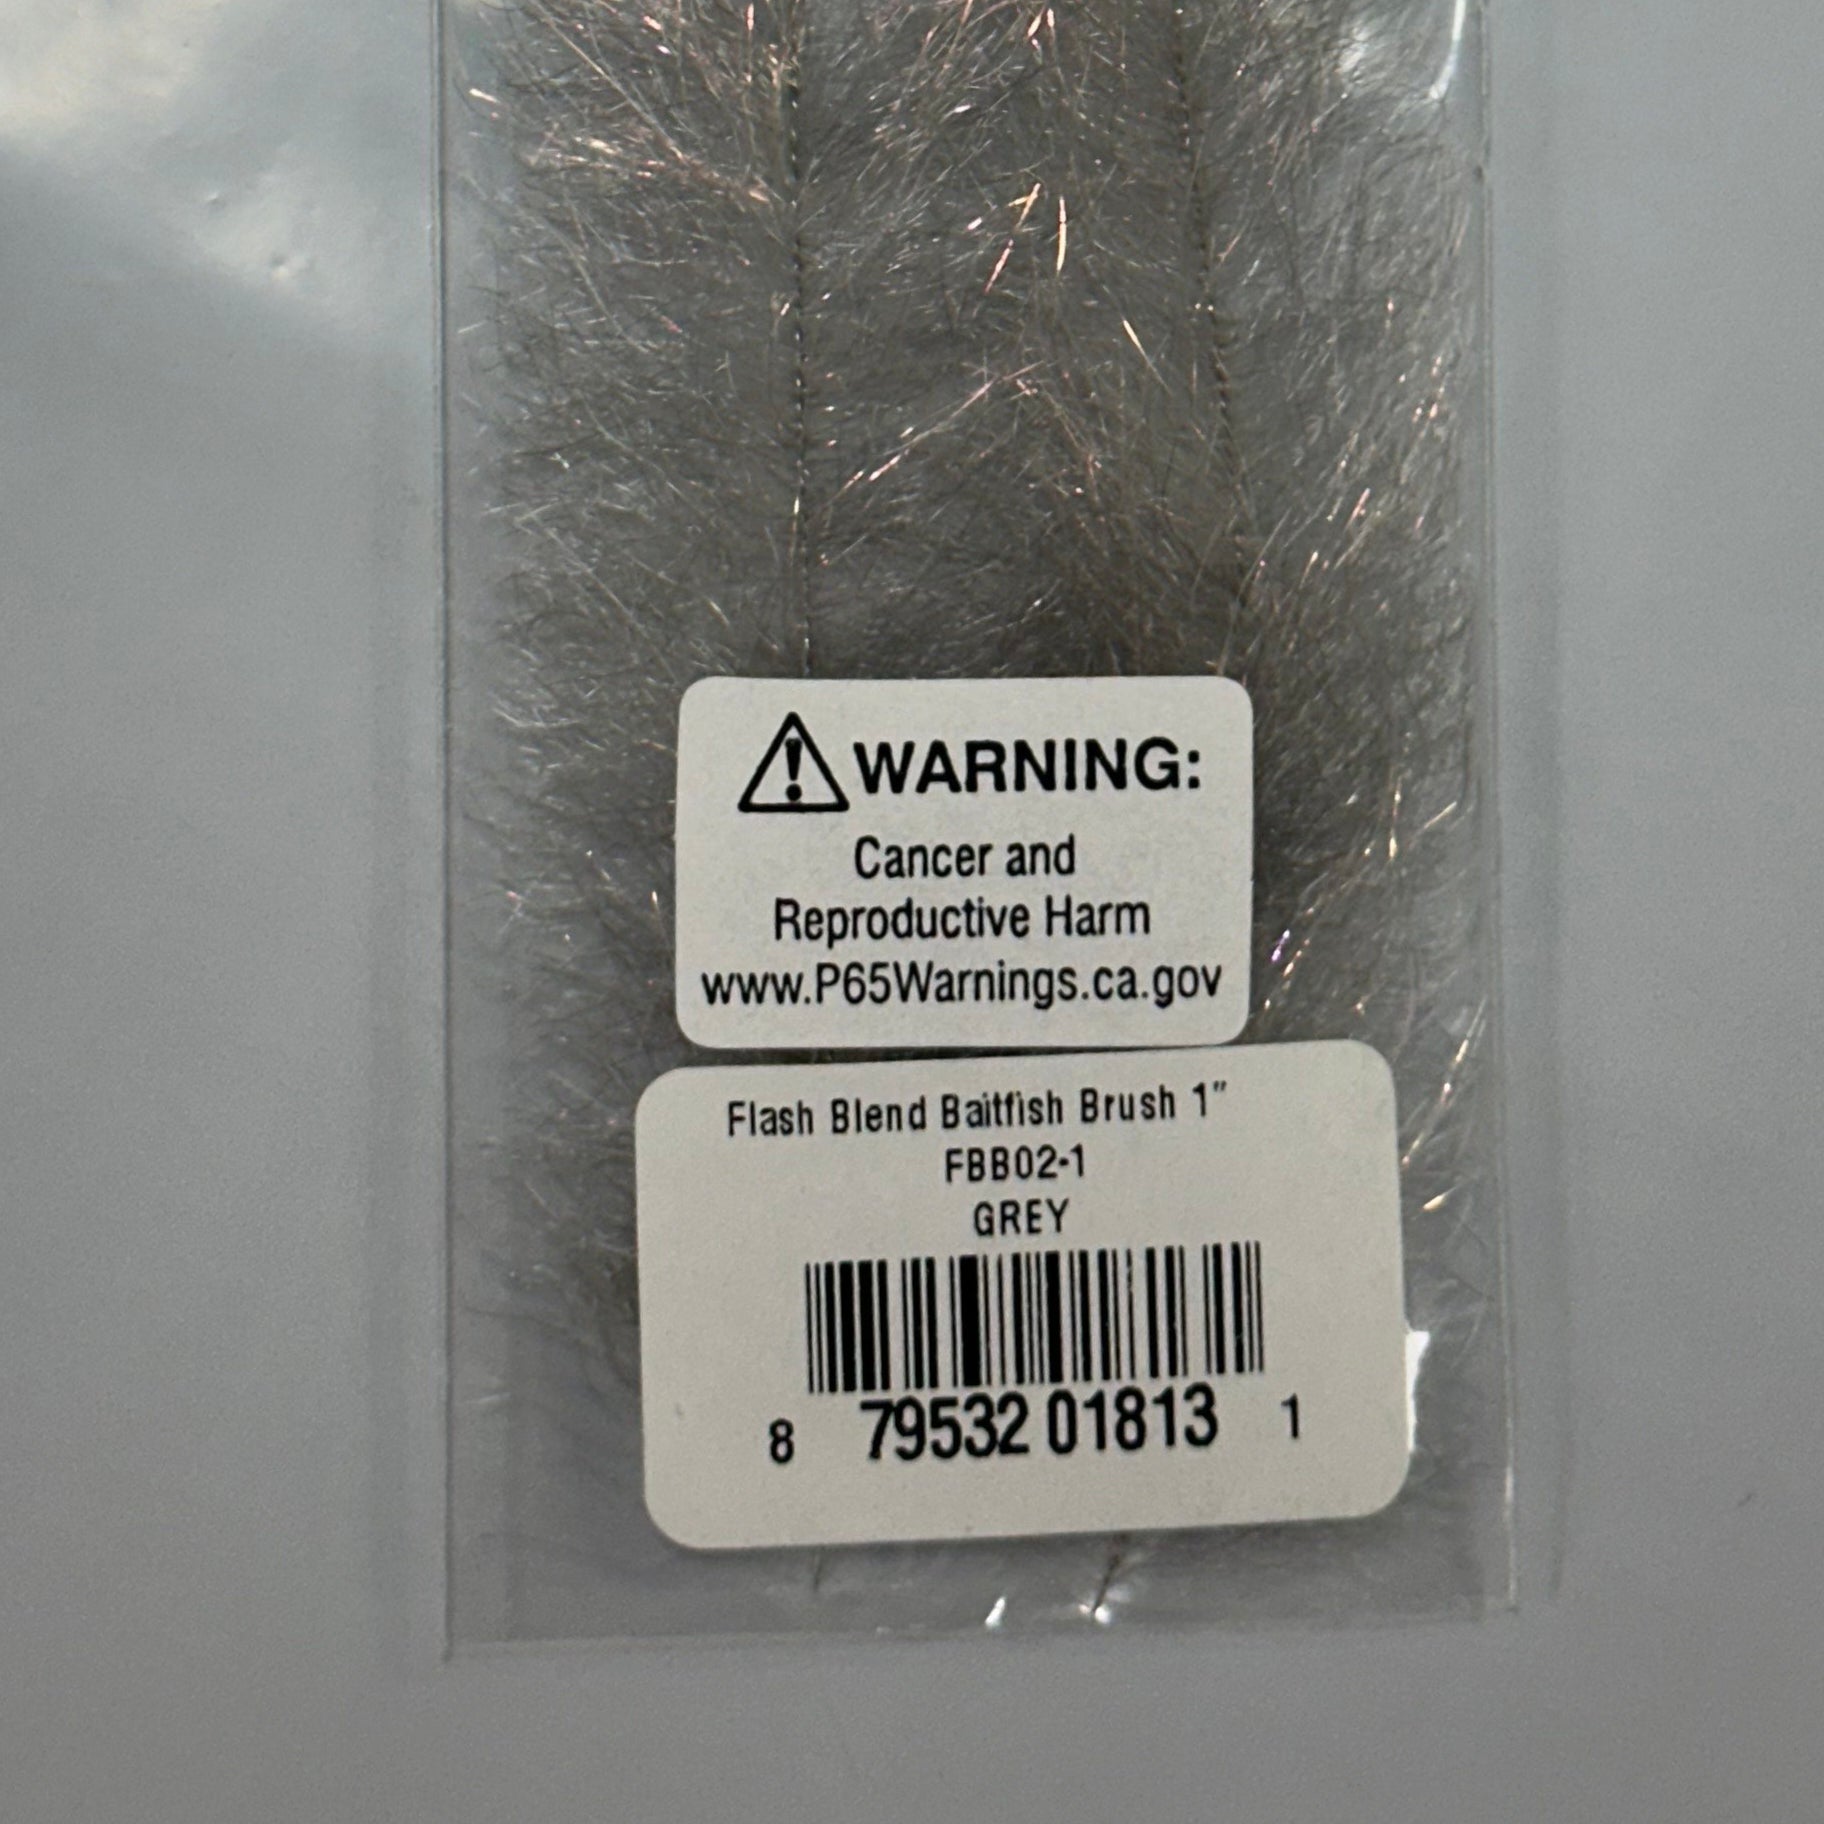 WARNING:
Cancer and
Reproductive Harm
www.P65Warnings.ca.gov
Flash Blend Baitfish Brush 1"
FBB02-1
GREY
8 79532 01813 1